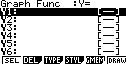 Graph Func :Y=
Y1: [—]
Y2: [—]
Y3: [—]
Y4: [—]
Y5: [—]
Y6: [—]
SEL DEL TYPE STYL GMEM DRAW